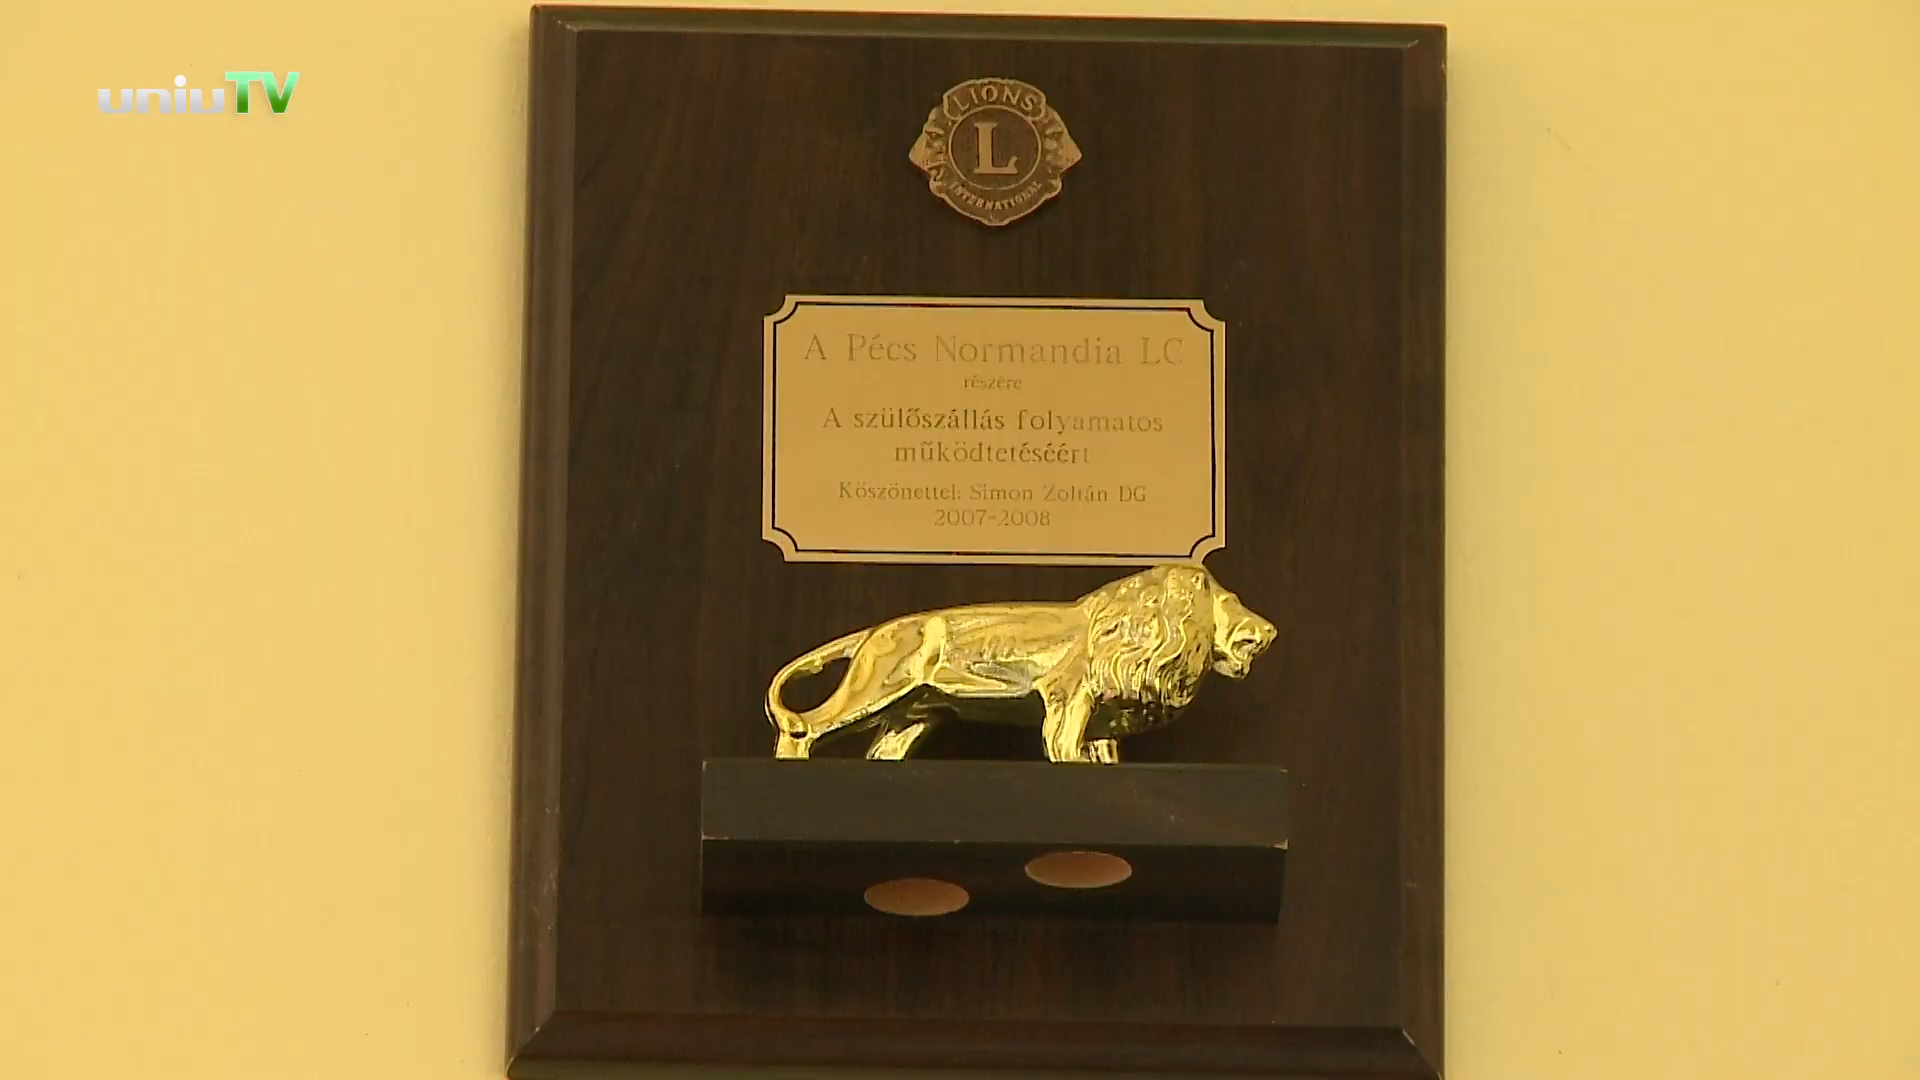 uniuTV
LIONS
L
INTERNATIONAL
A Pécs Normandia LC
részére
A szülőszállás folyamatos
működtetéséért
Köszönettel: Simon Zoltán DG
2007-2008